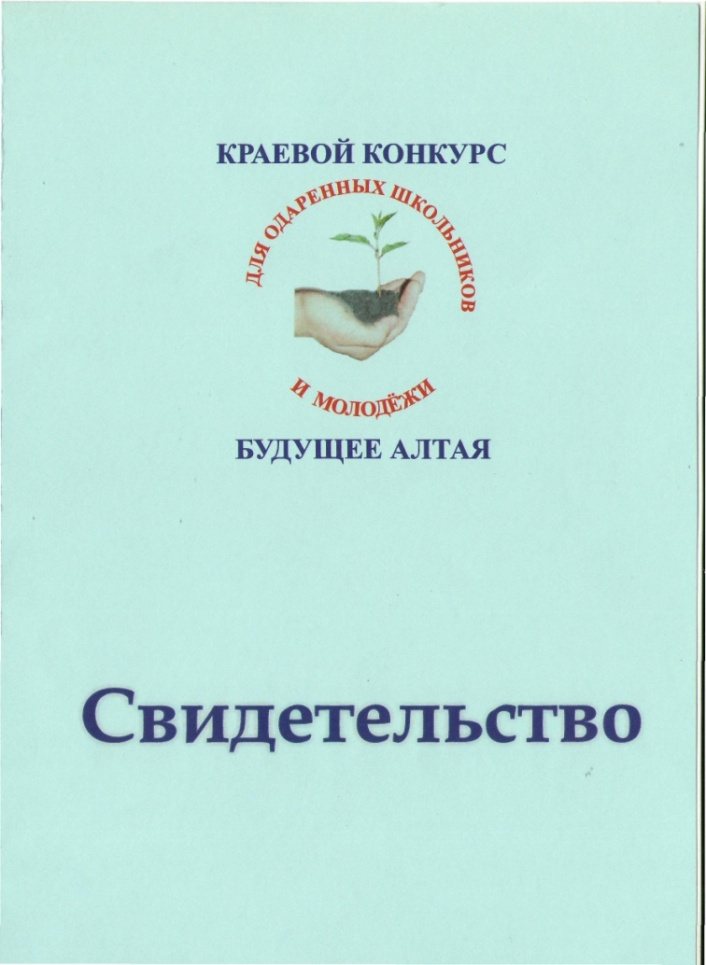 КРАЕВОЙ КОНКУРС
ДЛЯ ОДАРЕННЫХ ШКОЛЬНИКОВ
И МОЛОДЁЖИ
БУДУЩЕЕ АЛТАЯ
Свидетельство